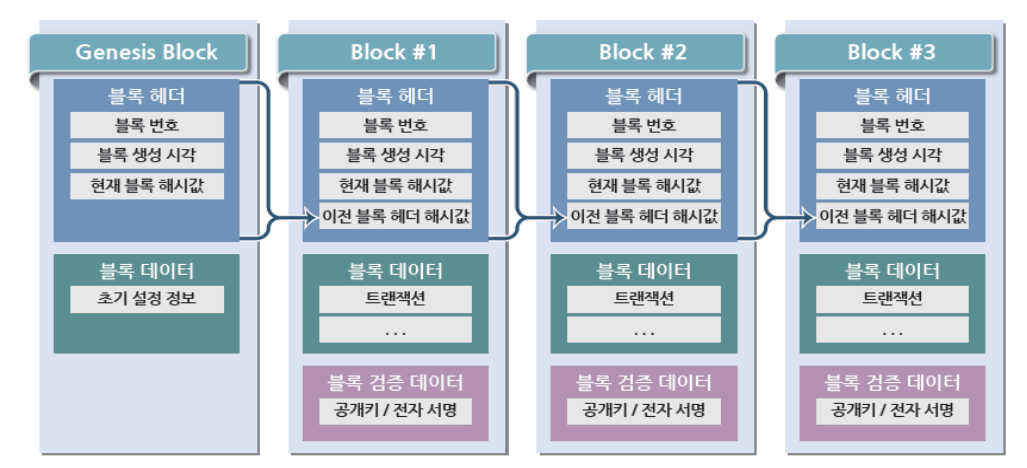 Genesis Block
블록 헤더
블록 번호
블록 생성 시각
현재 블록 해시값
블록 데이터
초기 설정 정보
Block #1
블록 헤더
블록 번호
블록 생성 시각
현재 블록 해시값
이전 블록 헤더 해시값
블록 데이터
트랜잭션
...
블록 검증 데이터
공개키 / 전자 서명
Block #2
블록 헤더
블록 번호
블록 생성 시각
현재 블록 해시값
이전 블록 헤더 해시값
블록 데이터
트랜잭션
...
블록 검증 데이터
공개키 / 전자 서명
Block #3
블록 헤더
블록 번호
블록 생성 시각
현재 블록 해시값
이전 블록 헤더 해시값
블록 데이터
트랜잭션
...
블록 검증 데이터
공개키 / 전자 서명